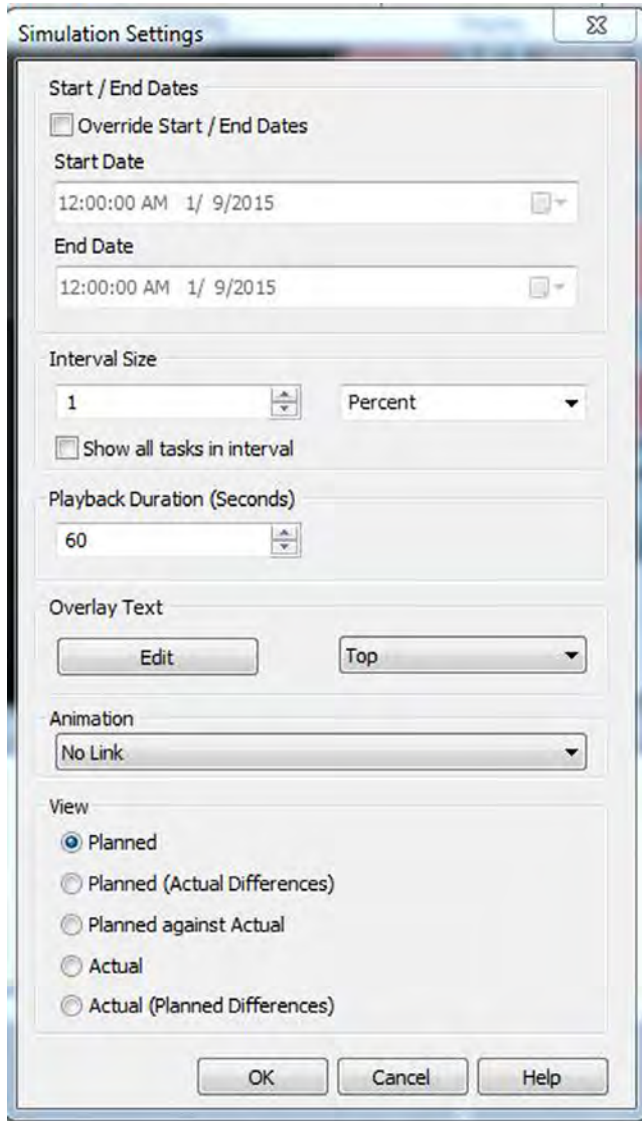 Simulation Settings
Start / End Dates
Override Start / End Dates
Start Date
12:00:00 AM 1/ 9/2015
End Date
12:00:00 AM 1/ 9/2015
Interval Size
1 Percent
Show all tasks in interval
Playback Duration (Seconds)
60
Overlay Text
Edit Top
Animation
No Link
View
Planned
Planned (Actual Differences)
Planned against Actual
Actual
Actual (Planned Differences)
OK Cancel Help